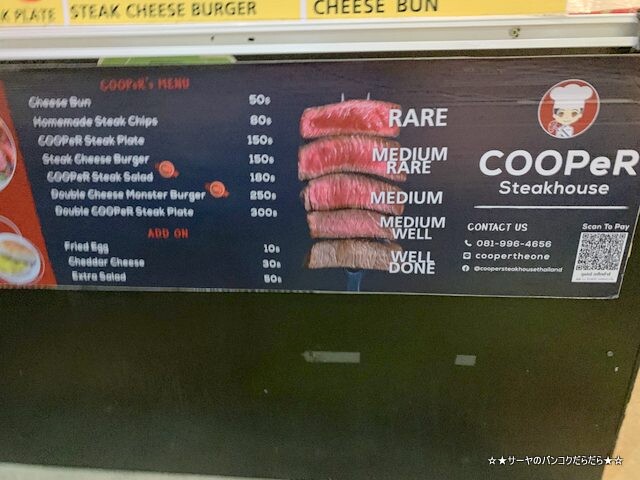 K PLATE
STEAK CHEESE BURGER
CHEESE BUN
COOPeR's MENU
Cheese Bun 50฿
Homemade Steak Chips 80฿
COOPeR Steak Plate 150฿
Steak Cheese Burger 150฿
COOPeR Steak Salad 180฿
Double Cheese Monster Burger 250฿
Double COOPeR Steak Plate 300฿
ADD ON
Fried Egg 10฿
Cheddar Cheese 30฿
Extra Salad 50฿
RARE
MEDIUM
RARE
MEDIUM
MEDIUM
WELL
WELL
DONE
COOPeR
Steakhouse
CONTACT US
081-996-4656
coopertheone
@coopersteakhousethailand
Scan To Pay
☆★サーヤのバンコクだらだら★☆